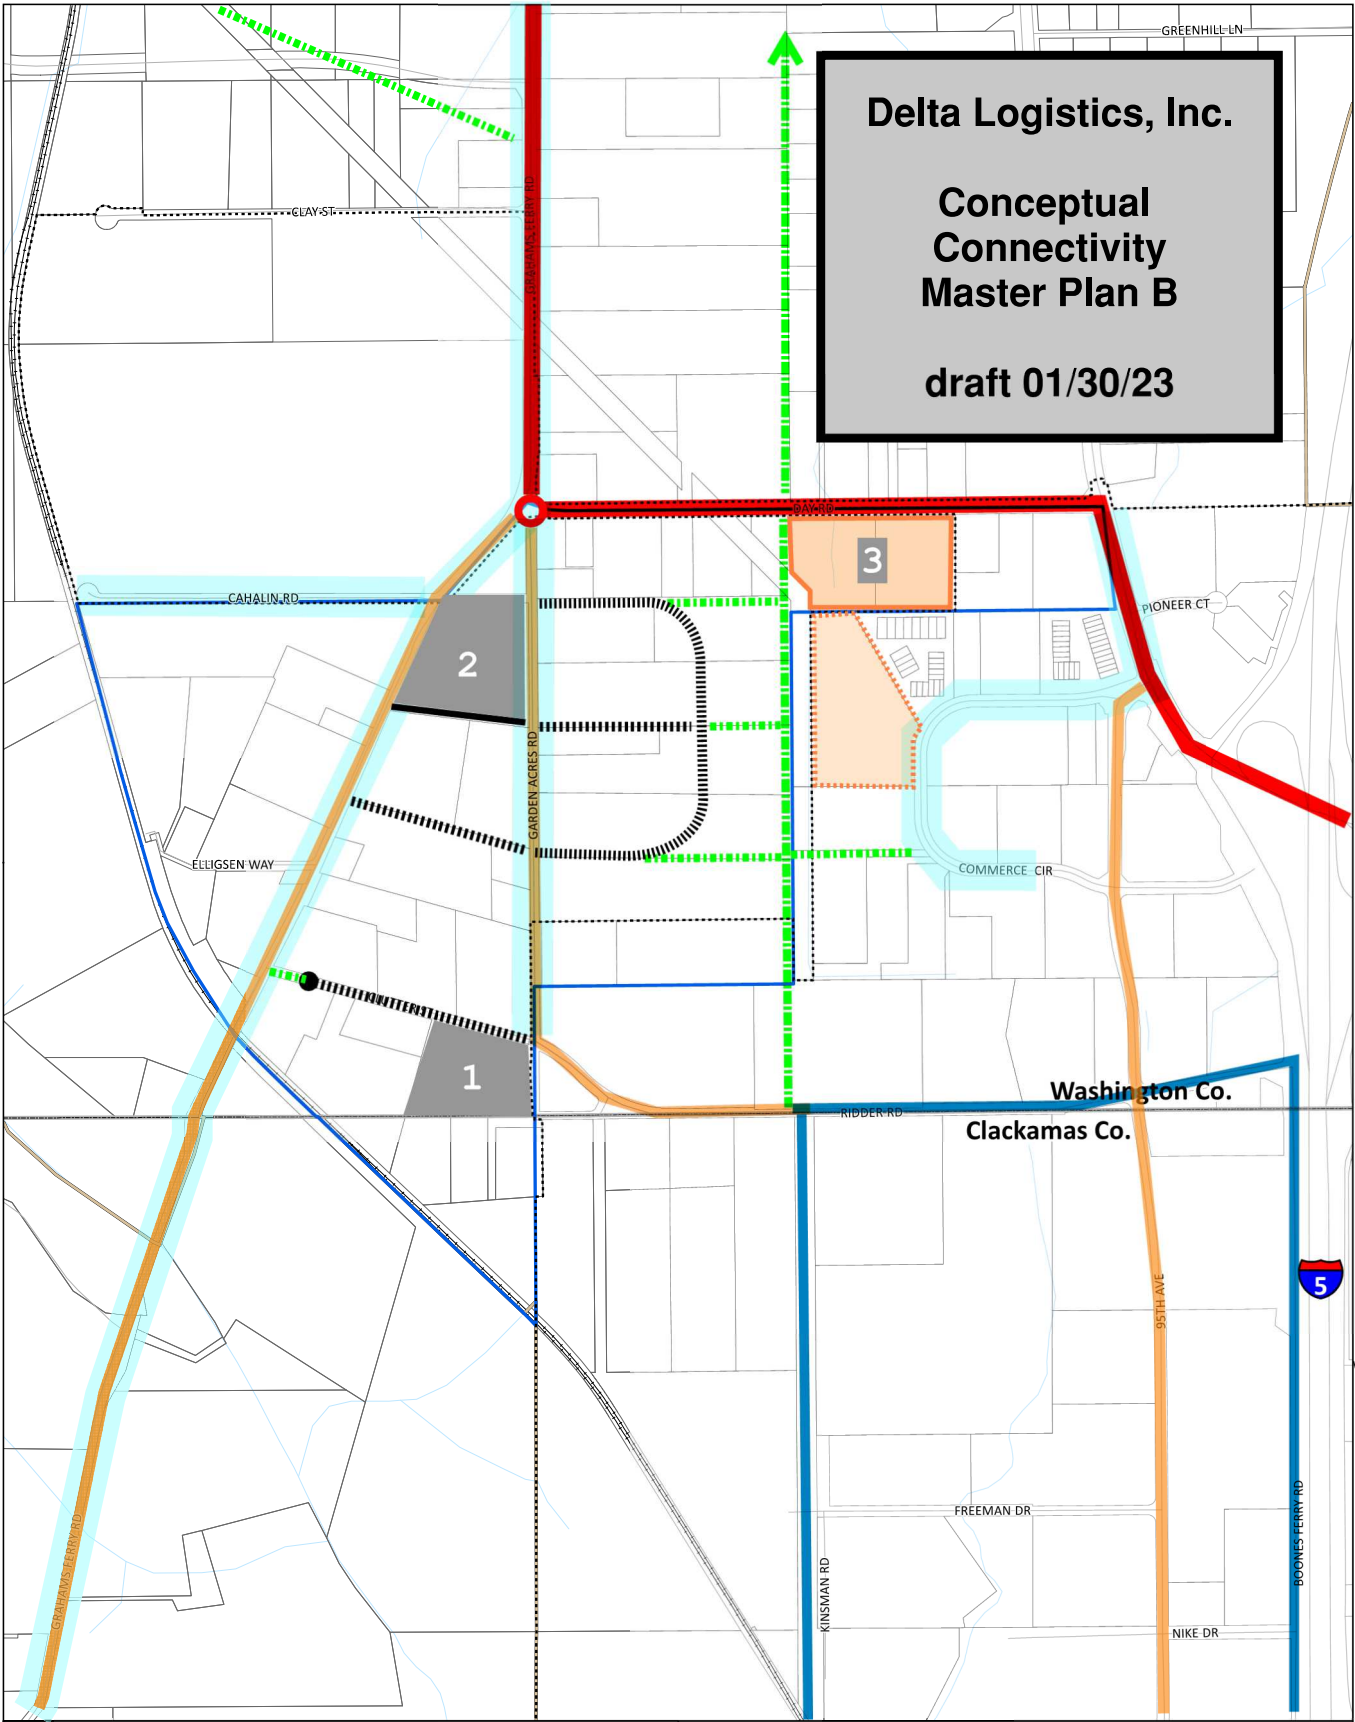 GREENHILL LN
Delta Logistics, Inc.
Conceptual
Connectivity
Master Plan B
draft 01/30/23
CLAY ST
GRAHAMS FERRY RD
DAY RD
3
CAHALIN RD
PIONEER CT
2
GARDEN ACRES RD
ELLIGSEN WAY
COMMERCE CIR
CLUTTER ST
1
Washington Co.
RIDDER RD
Clackamas Co.
5
95TH AVE
FREEMAN DR
BOONES FERRY RD
GRAHAMS FERRY RD
KINSMAN RD
NIKE DR